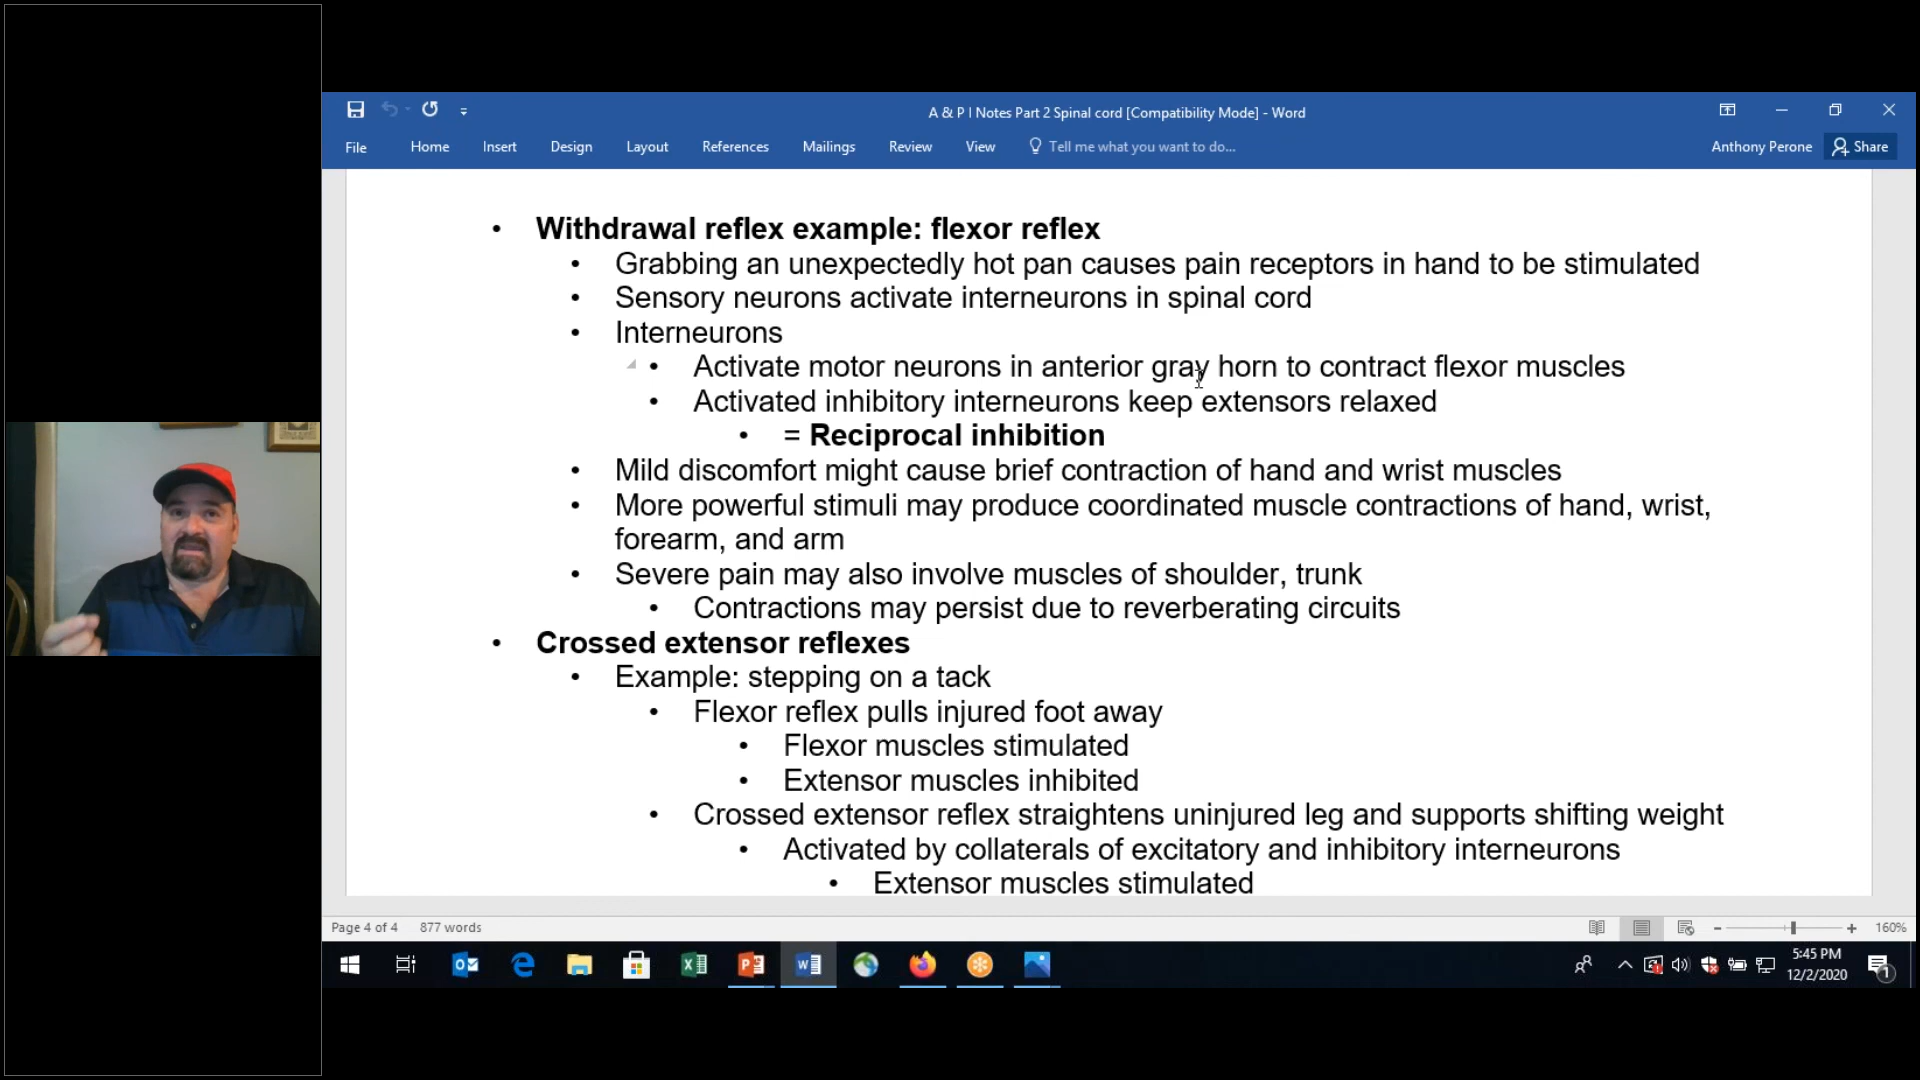 A & P I Notes Part 2 Spinal cord [Compatibility Mode] - Word
File Home Insert Design Layout References Mailings Review View Tell me what you want to do... Anthony Perone Share
• Withdrawal reflex example: flexor reflex
• Grabbing an unexpectedly hot pan causes pain receptors in hand to be stimulated
• Sensory neurons activate interneurons in spinal cord
• Interneurons
• Activate motor neurons in anterior gray horn to contract flexor muscles
• Activated inhibitory interneurons keep extensors relaxed
• = Reciprocal inhibition
• Mild discomfort might cause brief contraction of hand and wrist muscles
• More powerful stimuli may produce coordinated muscle contractions of hand, wrist,
forearm, and arm
• Severe pain may also involve muscles of shoulder, trunk
• Contractions may persist due to reverberating circuits
• Crossed extensor reflexes
• Example: stepping on a tack
• Flexor reflex pulls injured foot away
• Flexor muscles stimulated
• Extensor muscles inhibited
• Crossed extensor reflex straightens uninjured leg and supports shifting weight
• Activated by collaterals of excitatory and inhibitory interneurons
• Extensor muscles stimulated
Page 4 of 4 877 words 160%
5:45 PM
12/2/2020
1